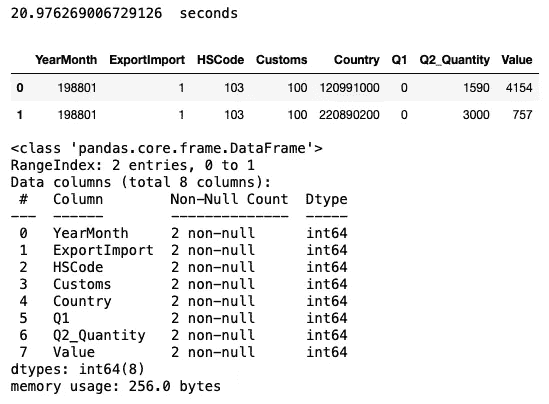 20.976269006729126  seconds
YearMonth ExportImport HSCode Customs Country Q1 Q2_Quantity Value
0 198801 1 103 100 120991000 0 1590 4154
1 198801 1 103 100 220890200 0 3000 757
<class 'pandas.core.frame.DataFrame'>
RangeIndex: 2 entries, 0 to 1
Data columns (total 8 columns):
 #   Column        Non-Null Count  Dtype
---  ------        --------------  -----
 0   YearMonth     2 non-null      int64
 1   ExportImport  2 non-null      int64
 2   HSCode        2 non-null      int64
 3   Customs       2 non-null      int64
 4   Country       2 non-null      int64
 5   Q1            2 non-null      int64
 6   Q2_Quantity   2 non-null      int64
 7   Value         2 non-null      int64
dtypes: int64(8)
memory usage: 256.0 bytes